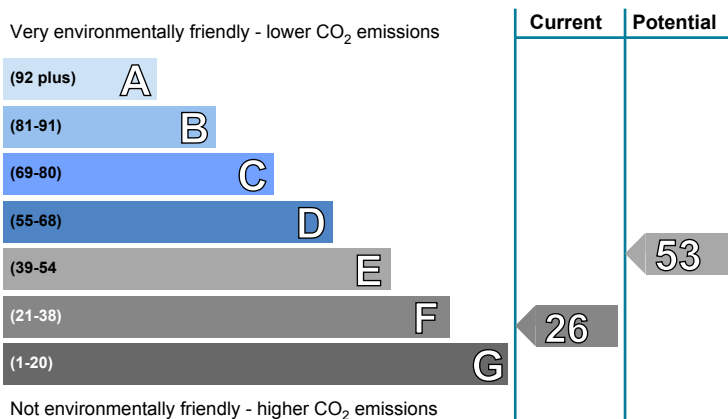 Current Potential
Very environmentally friendly - lower CO2 emissions
(92 plus) A
(81-91) B
(69-80) C
(55-68) D
(39-54 E
53
(21-38) F
26
(1-20) G
Not environmentally friendly - higher CO2 emissions